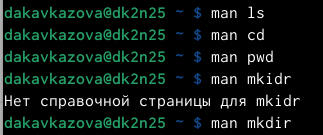 dakavkazova@dk2n25 ~ $ man ls
dakavkazova@dk2n25 ~ $ man cd
dakavkazova@dk2n25 ~ $ man pwd
dakavkazova@dk2n25 ~ $ man mkidr
Нет справочной страницы для mkidr
dakavkazova@dk2n25 ~ $ man mkdir